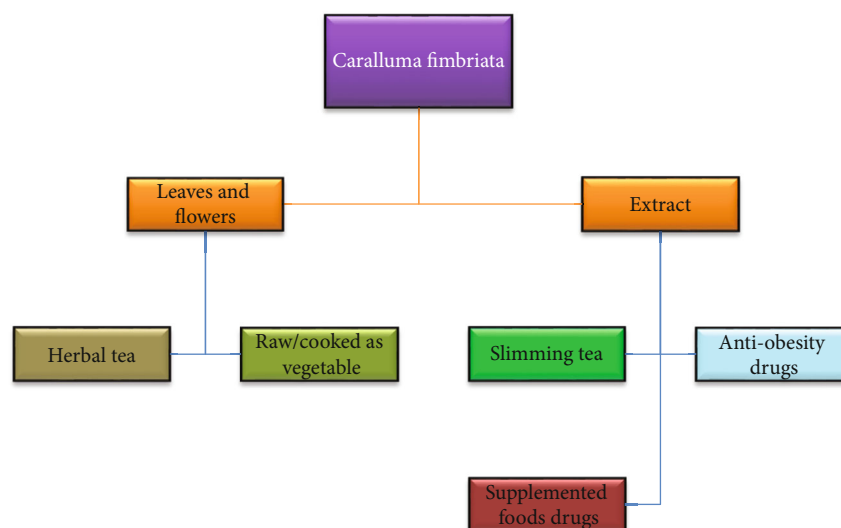 Caralluma fimbriata
Leaves and
flowers
Extract
Herbal tea
Raw/cooked as
vegetable
Slimming tea
Anti-obesity
drugs
Supplemented
foods drugs